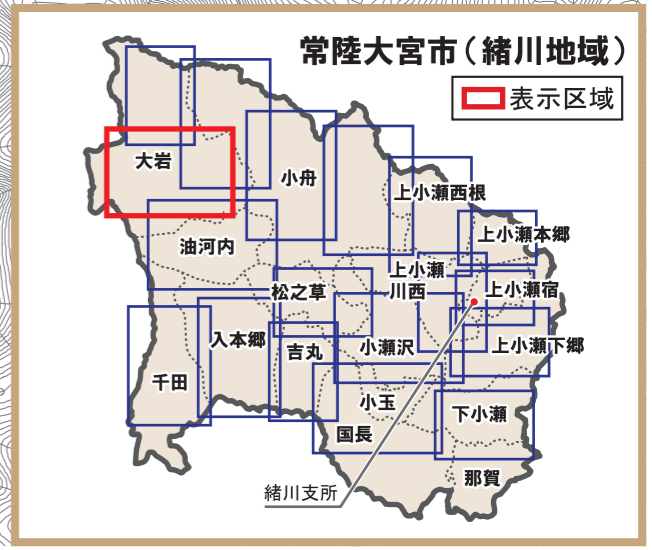 常陸大宮市（緒川地域）
表示区域
大岩
小舟
上小瀬西根
上小瀬本郷
油河内
上小瀬
川西
上小瀬宿
松之草
入本郷
吉丸
小瀬沢
上小瀬下郷
千田
小玉
下小瀬
国長
那賀
緒川支所